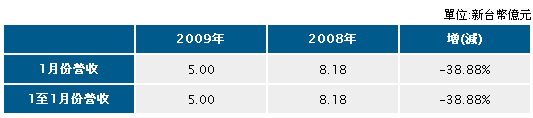 單位:新台幣億元
2009年 2008年 增(減)
1月份營收 5.00 8.18 -38.88%
1至1月份營收 5.00 8.18 -38.88%